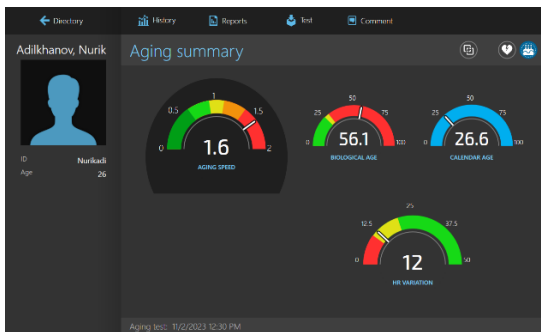 Directory
History
Reports
Test
Comment
Adilkhanov, Nurik
Aging summary
ID Nurikadi
Age 26
0 0.5 1 1.5 2
1.6
AGING SPEED
0 25 50 75 100
56.1
BIOLOGICAL AGE
0 25 50 75 100
26.6
CALENDAR AGE
0 12.5 25 37.5 50
12
HR VARIATION
Aging test: 11/2/2023 12:30 PM